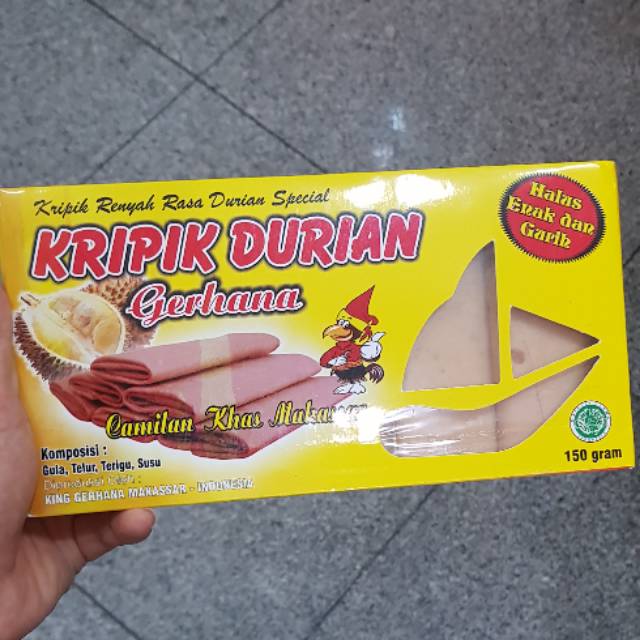 Kripik Renyah Rasa Durian Special
KRIPIK DURIAN
Gerhana
Halus
Enak dan
Gurih
Camilan Khas Makassar
Komposisi :
Gula, Telur, Terigu, Susu
KING GERHANA MAKASSAR - INDONESIA
150 gram